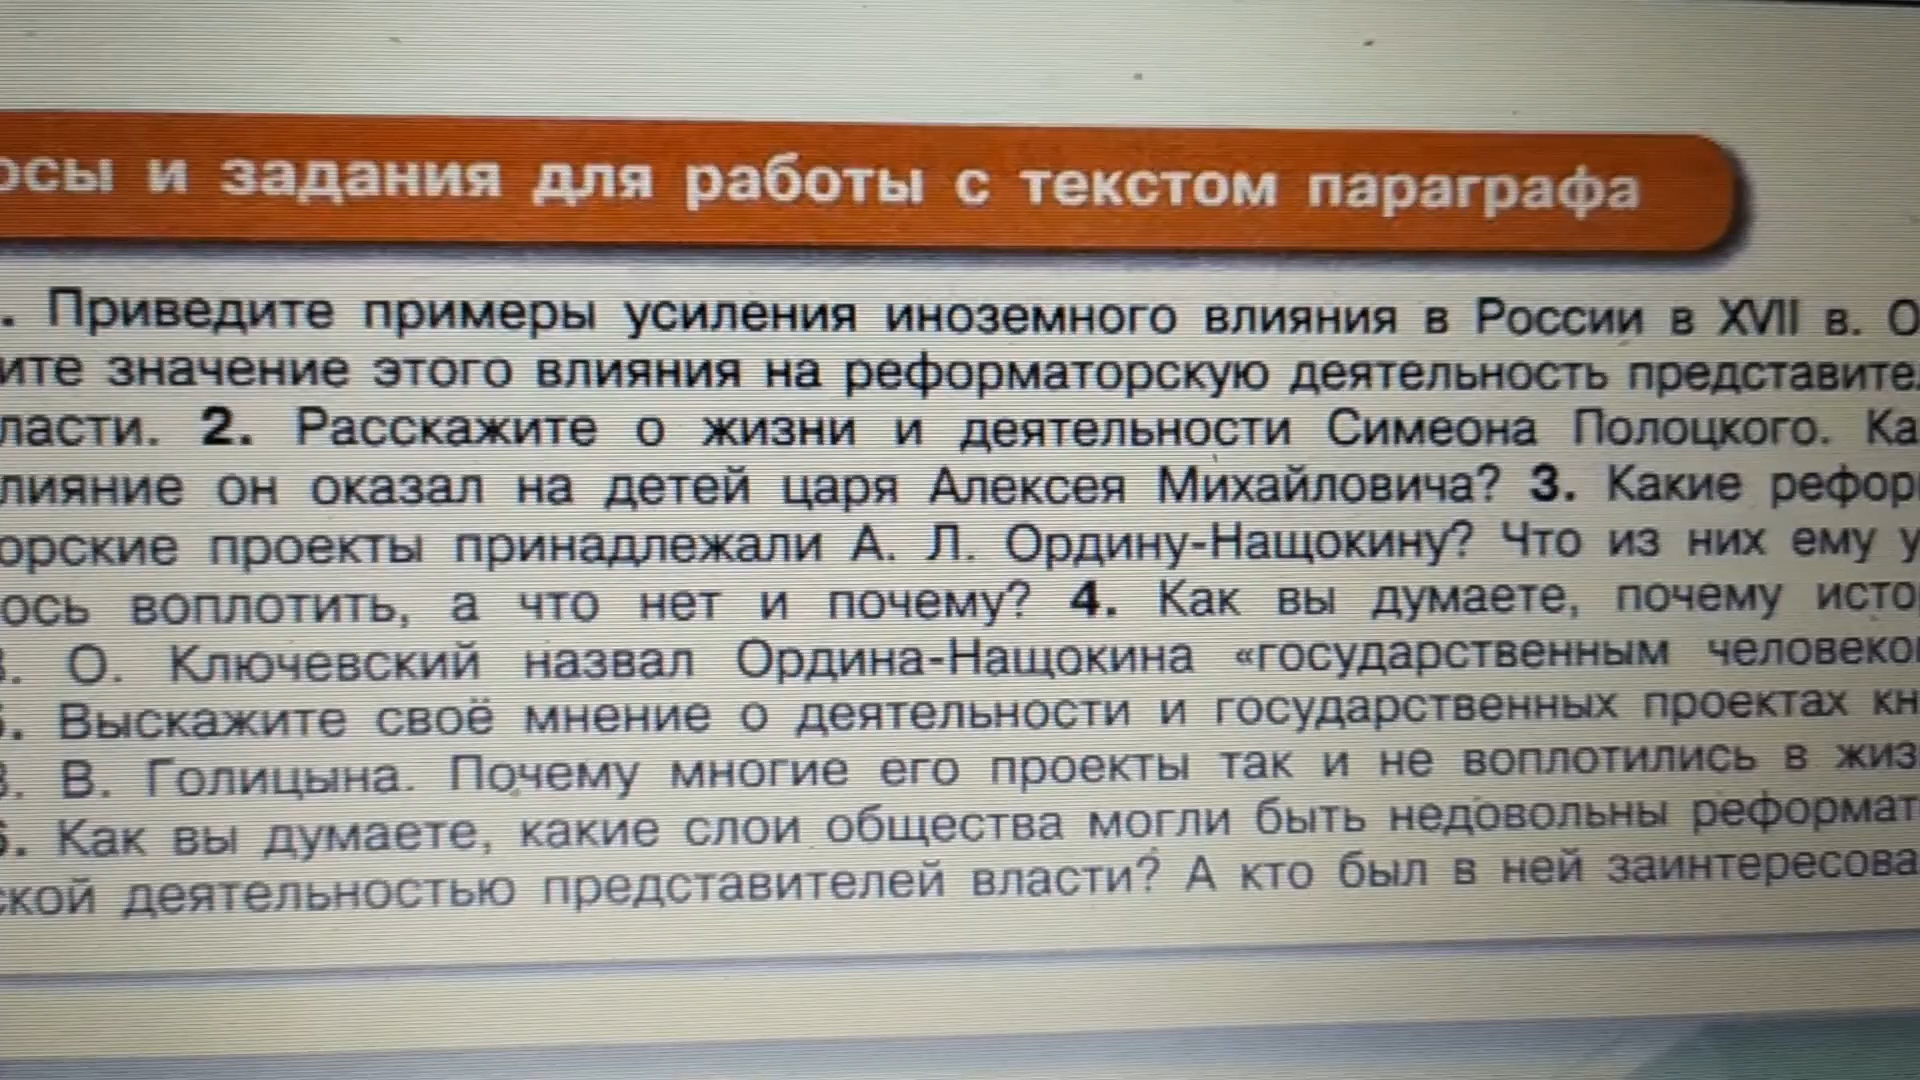 осы и задания для работы с текстом параграфа
. Приведите примеры усиления иноземного влияния в России в XVII в. О
ите значение этого влияния на реформаторскую деятельность представител
ласти. 2. Расскажите о жизни и деятельности Симеона Полоцкого. Ка
лияние он оказал на детей царя Алексея Михайловича? 3. Какие реформ
орские проекты принадлежали А. Л. Ордину-Нащокину? Что из них ему у
ось воплотить, а что нет и почему? 4. Как вы думаете, почему исто
В. О. Ключевский назвал Ордина-Нащокина «государственным человеком
5. Выскажите своё мнение о деятельности и государственных проектах кн
В. В. Голицына. Почему многие его проекты так и не воплотились в жиз
6. Как вы думаете, какие слои общества могли быть недовольны реформат
ской деятельностью представителей власти? А кто был в ней заинтересова